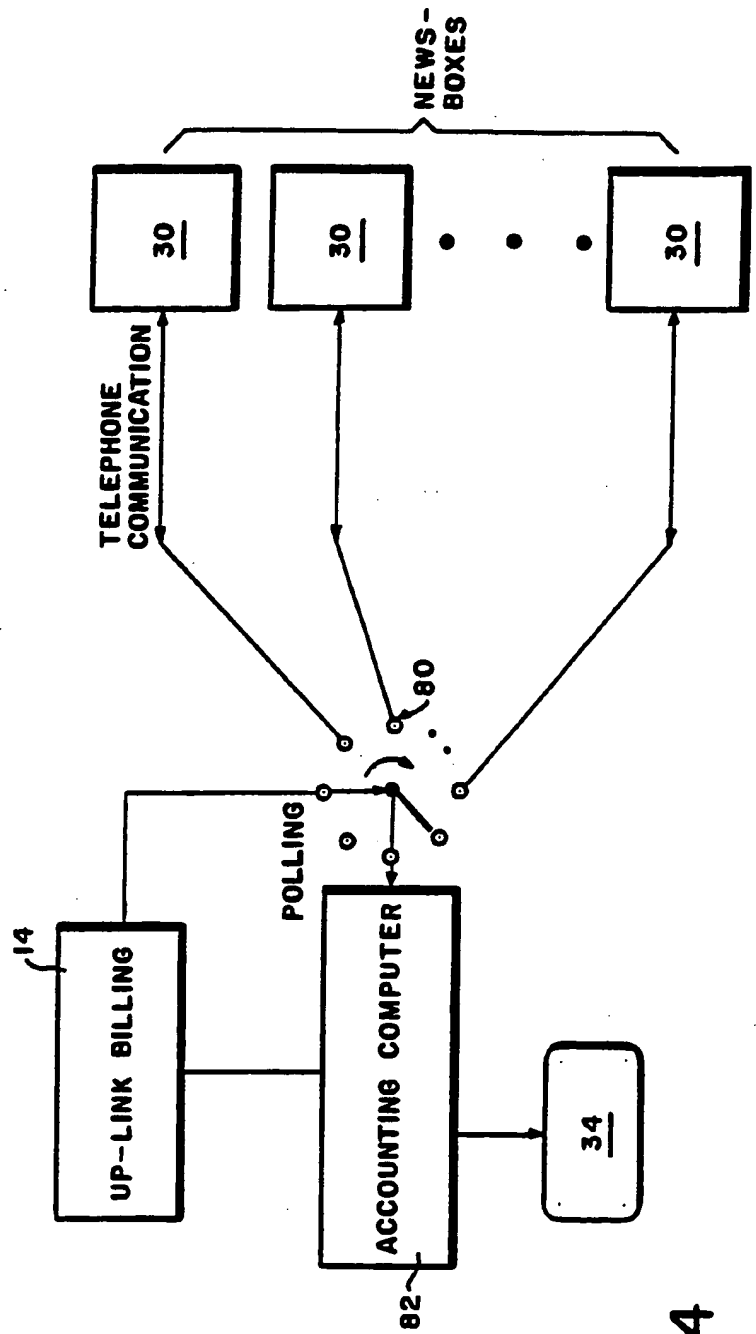 14
UP-LINK BILLING
POLLING
TELEPHONE
COMMUNICATION
30
30
30
NEWS-
BOXES
80
ACCOUNTING COMPUTER
82
34
4